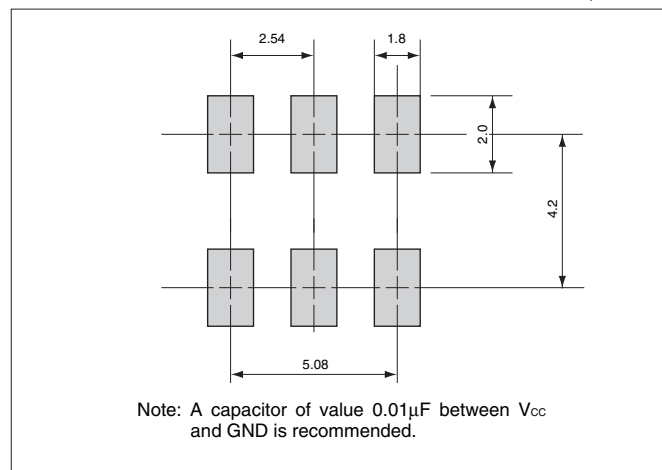 2.54
1.8
2.0
4.2
5.08
Note: A capacitor of value 0.01μF between Vcc
and GND is recommended.